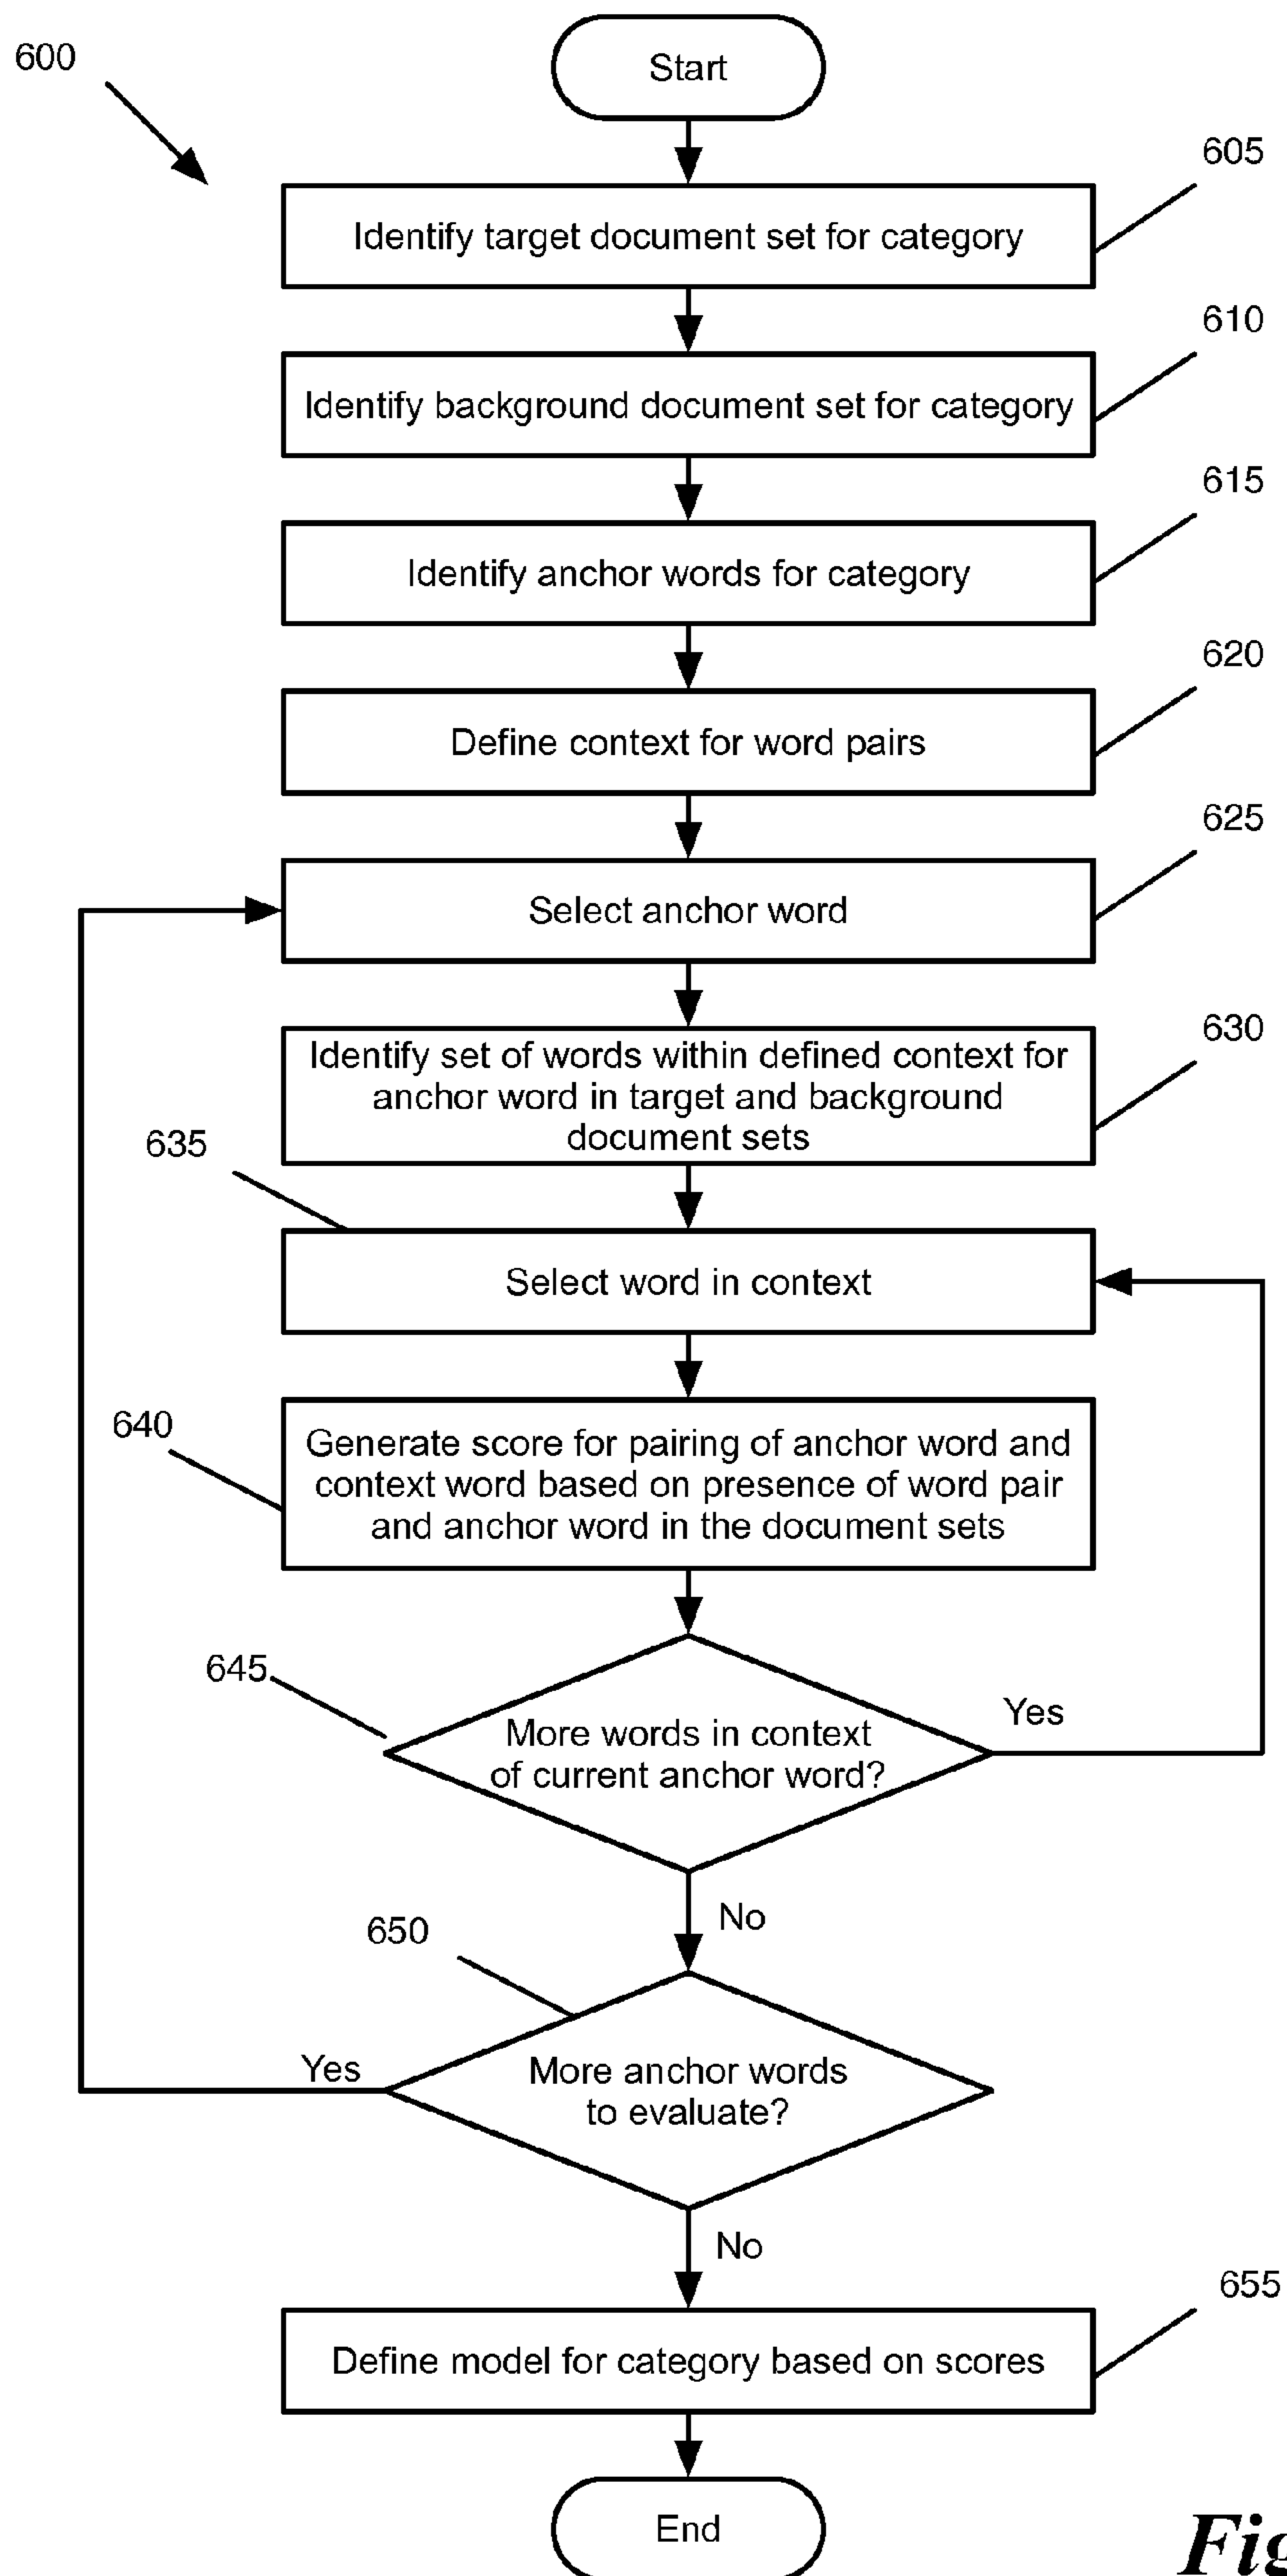 600
Start
605
Identify target document set for category
610
Identify background document set for category
615
Identify anchor words for category
620
Define context for word pairs
625
Select anchor word
630
Identify set of words within defined context for
anchor word in target and background
document sets
635
Select word in context
640
Generate score for pairing of anchor word and
context word based on presence of word pair
and anchor word in the document sets
645
More words in context
of current anchor word?
Yes
No
650
More anchor words
to evaluate?
Yes
No
655
Define model for category based on scores
End
Fig